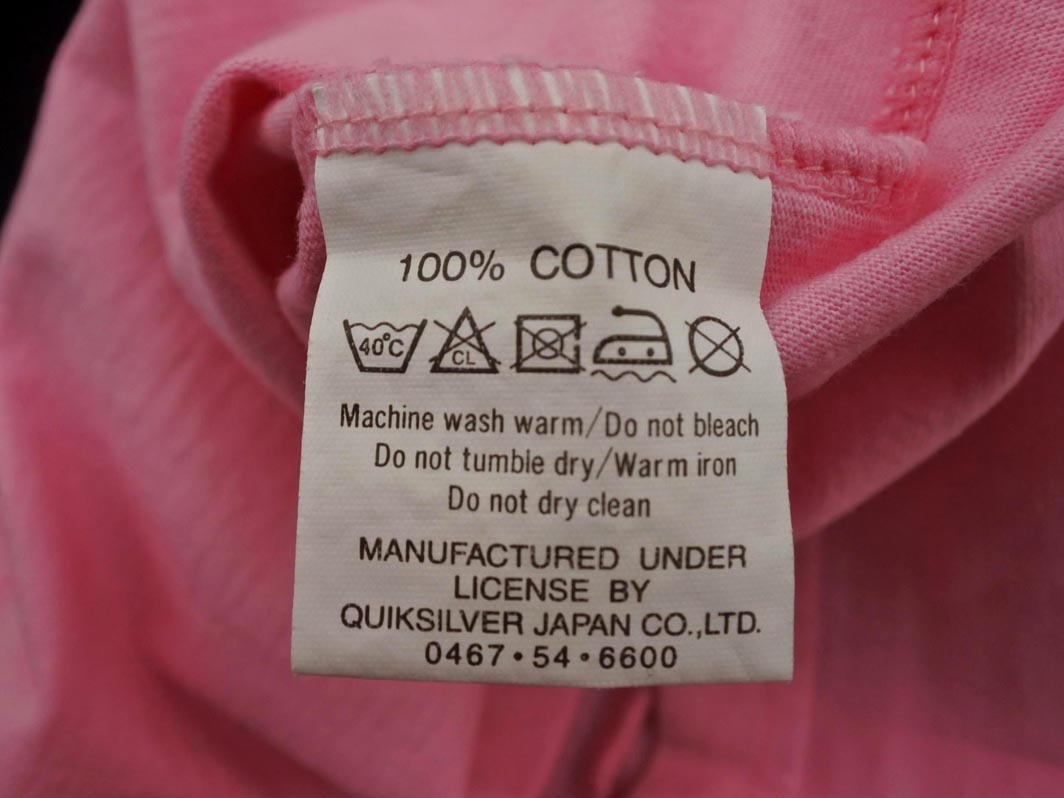 100% COTTON
40°C CL
Machine wash warm/Do not bleach
Do not tumble dry/Warm iron
Do not dry clean
MANUFACTURED UNDER
LICENSE BY
QUIKSILVER JAPAN CO.,LTD.
0467・54・6600